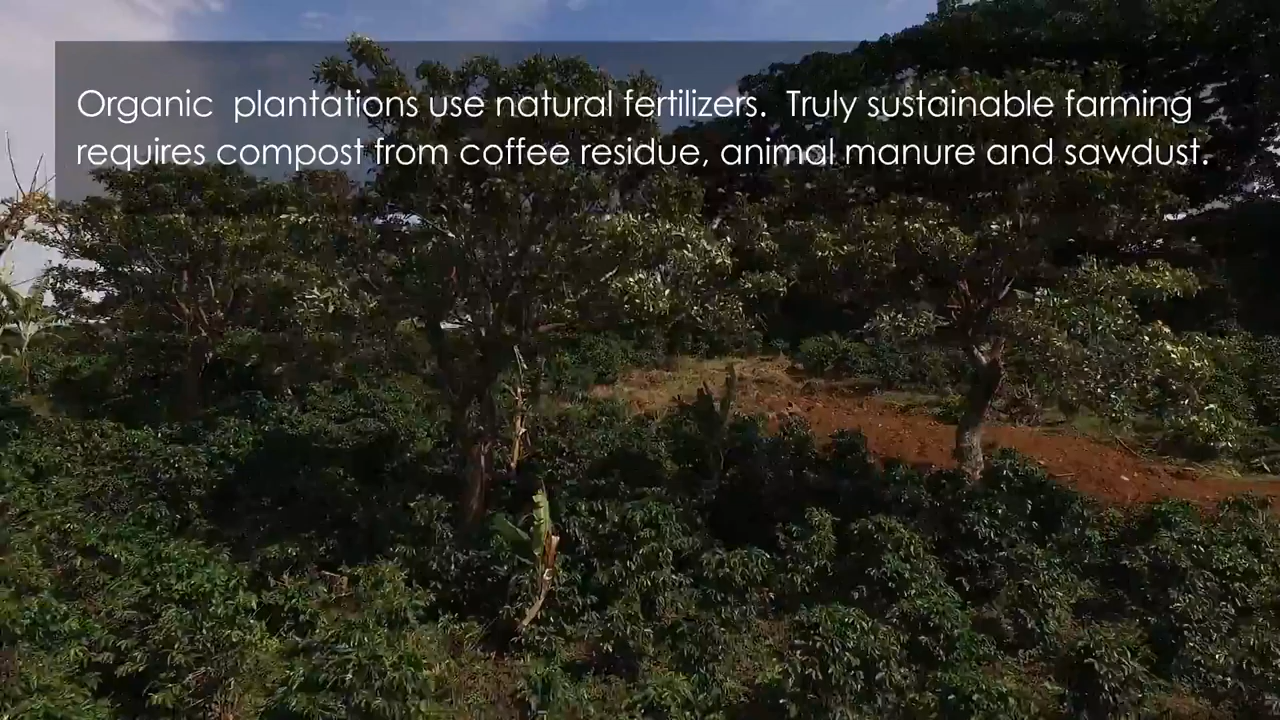 Organic  plantations use natural fertilizers.  Truly sustainable farming
requires compost from coffee residue, animal manure and sawdust.